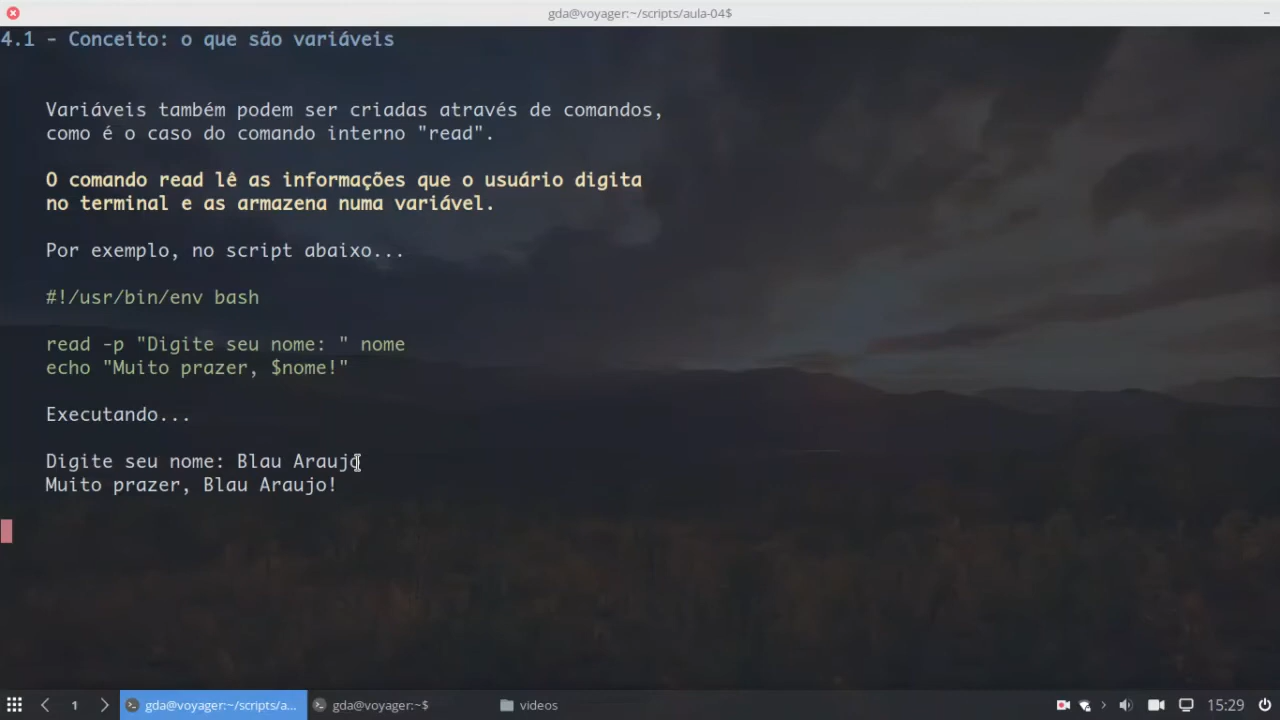 gda@voyager:~/scripts/aula-04$
4.1 - Conceito: o que são variáveis
Variáveis também podem ser criadas através de comandos,
como é o caso do comando interno "read".
O comando read lê as informações que o usuário digita
no terminal e as armazena numa variável.
Por exemplo, no script abaixo...
#!/usr/bin/env bash
read -p "Digite seu nome: " nome
echo "Muito prazer, $nome!"
Executando...
Digite seu nome: Blau Araujo
Muito prazer, Blau Araujo!
1 gda@voyager:~/scripts/a... gda@voyager:~$ videos 15:29